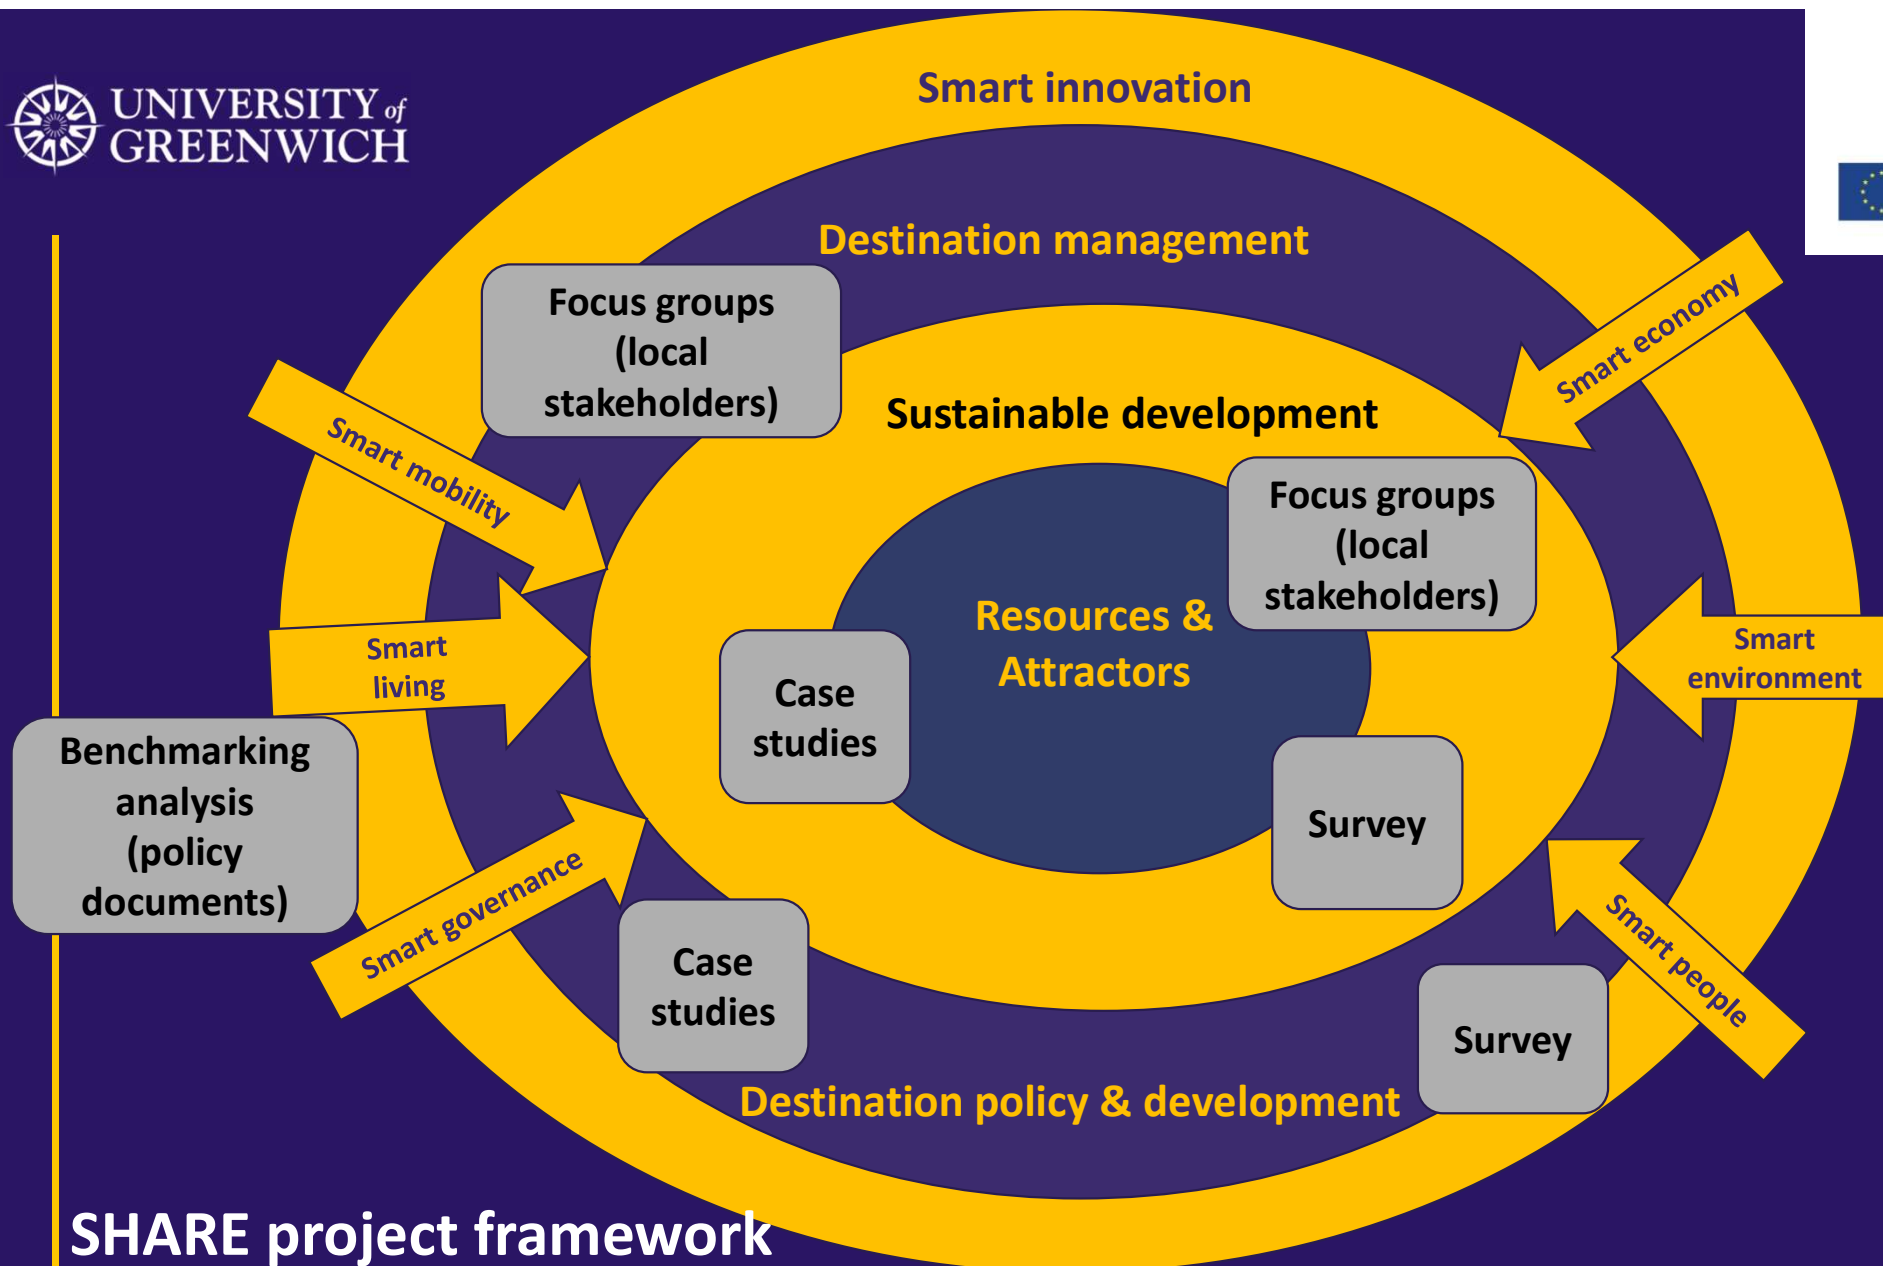 UNIVERSITY of
GREENWICH
Smart innovation
Destination management
Focus groups
(local
stakeholders)
Smart economy
Sustainable development
Smart mobility
Focus groups
(local
stakeholders)
Resources &
Attractors
Smart
living
Smart
environment
Case
studies
Benchmarking
analysis
(policy
documents)
Survey
Smart governance
Case
studies
Smart people
Survey
Destination policy & development
SHARE project framework